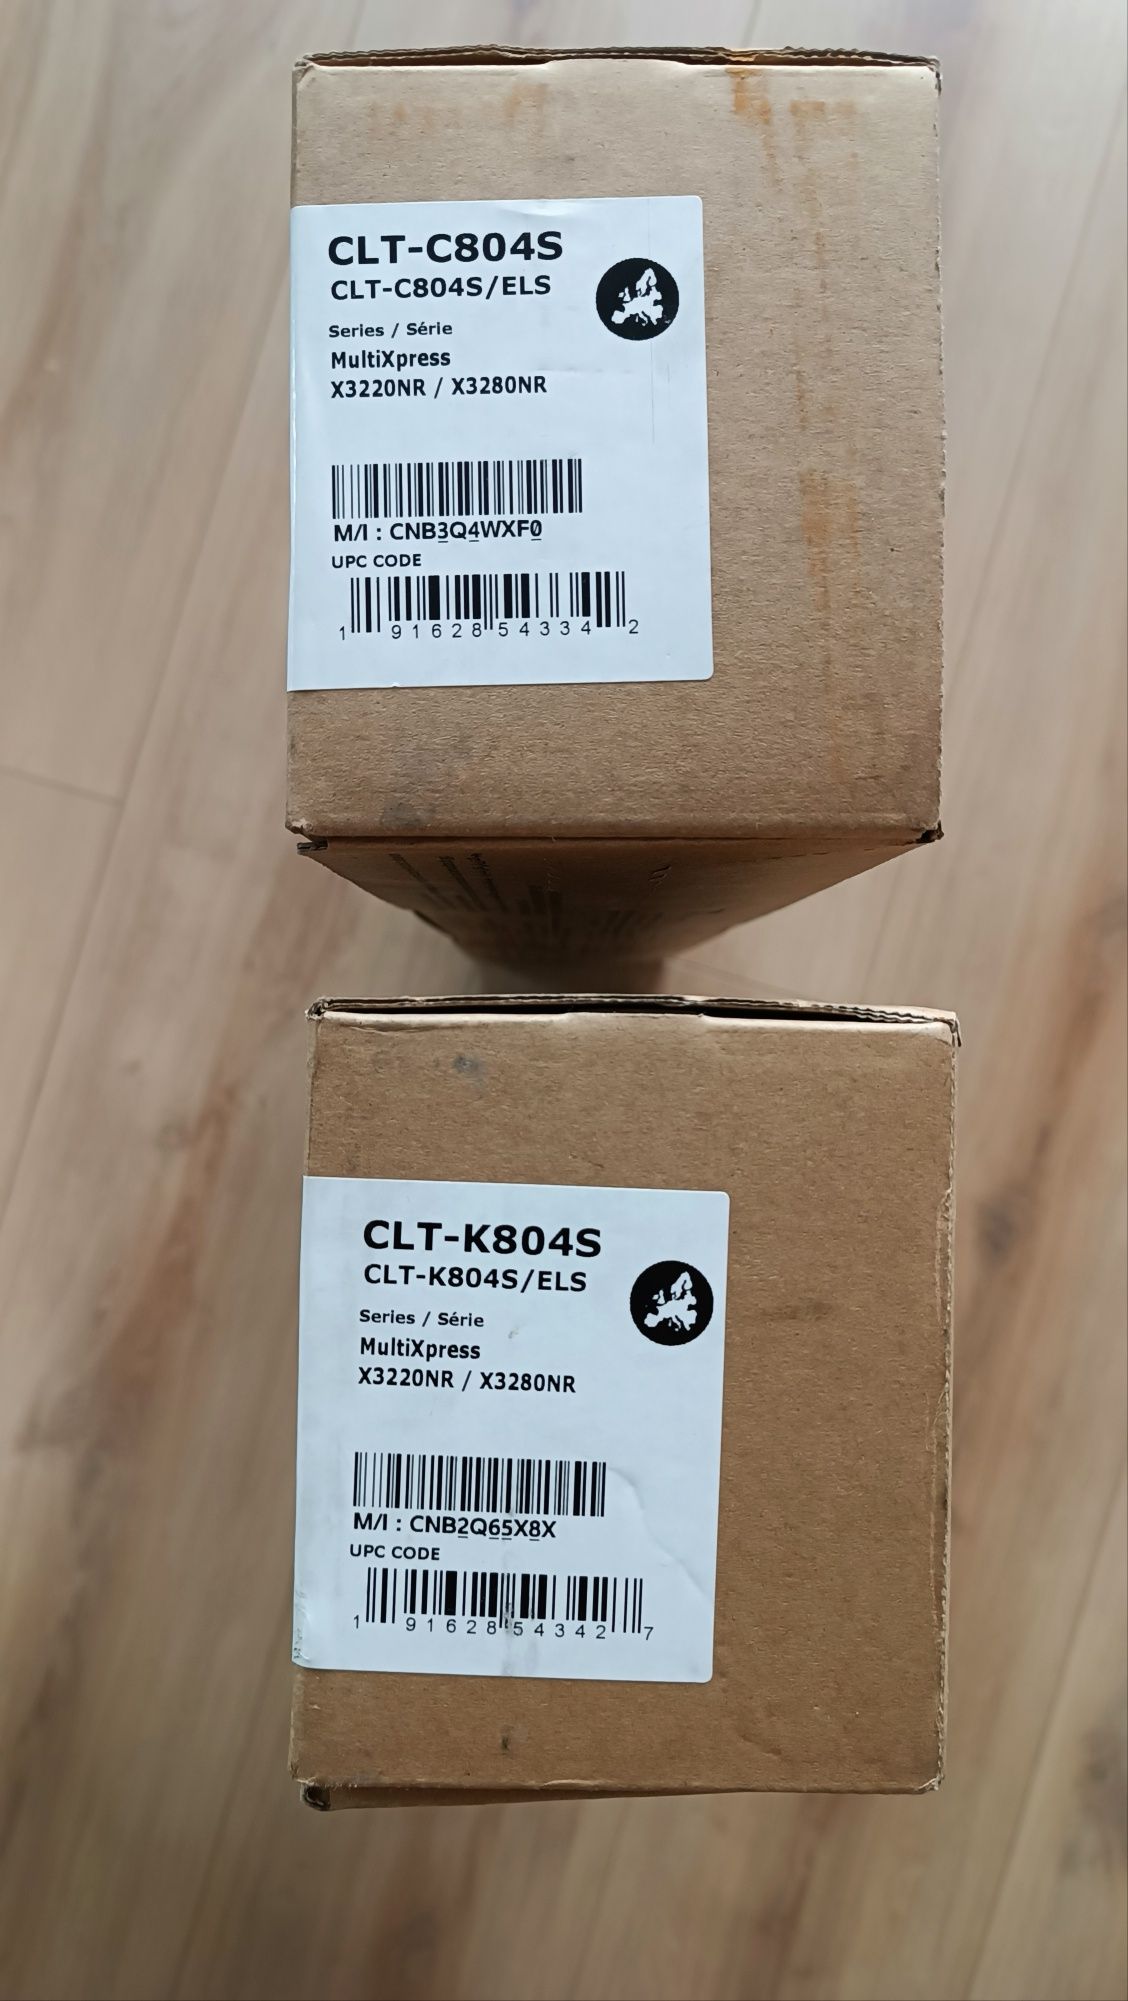 CLT-C804S
CLT-C804S/ELS
Series / Série
MultiXpress
X3220NR / X3280NR
M/I : CNB3Q4WXF0
UPC CODE
1 91628 54334 2
CLT-K804S
CLT-K804S/ELS
Series / Série
MultiXpress
X3220NR / X3280NR
M/I : CNB2Q65X8X
UPC CODE
1 91628 54342 7